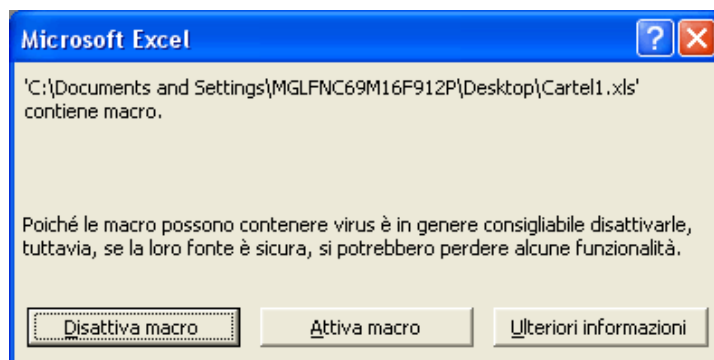 Microsoft Excel
'C:\Documents and Settings\MGLFNC69M16F912P\Desktop\Cartel1.xls'
contiene macro.
Poiché le macro possono contenere virus è in genere consigliabile disattivarle,
tuttavia, se la loro fonte è sicura, si potrebbero perdere alcune funzionalità.
Disattiva macro
Attiva macro
Ulteriori informazioni